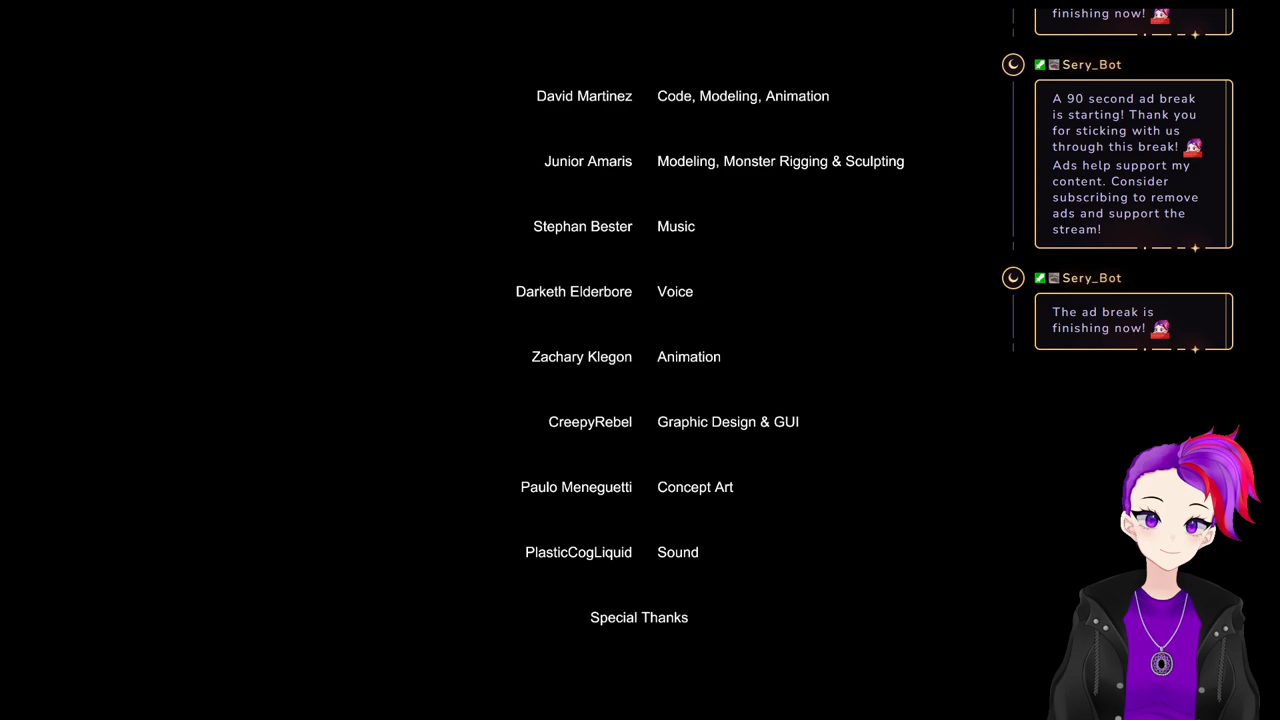 David Martinez Code, Modeling, Animation
Junior Amaris Modeling, Monster Rigging & Sculpting
Stephan Bester Music
Darketh Elderbore Voice
Zachary Klegon Animation
CreepyRebel Graphic Design & GUI
Paulo Meneguetti Concept Art
PlasticCogLiquid Sound
Special Thanks
finishing now!
Sery_Bot
A 90 second ad break
is starting! Thank you
for sticking with us
through this break!
Ads help support my
content. Consider
subscribing to remove
ads and support the
stream!
Sery_Bot
The ad break is
finishing now!